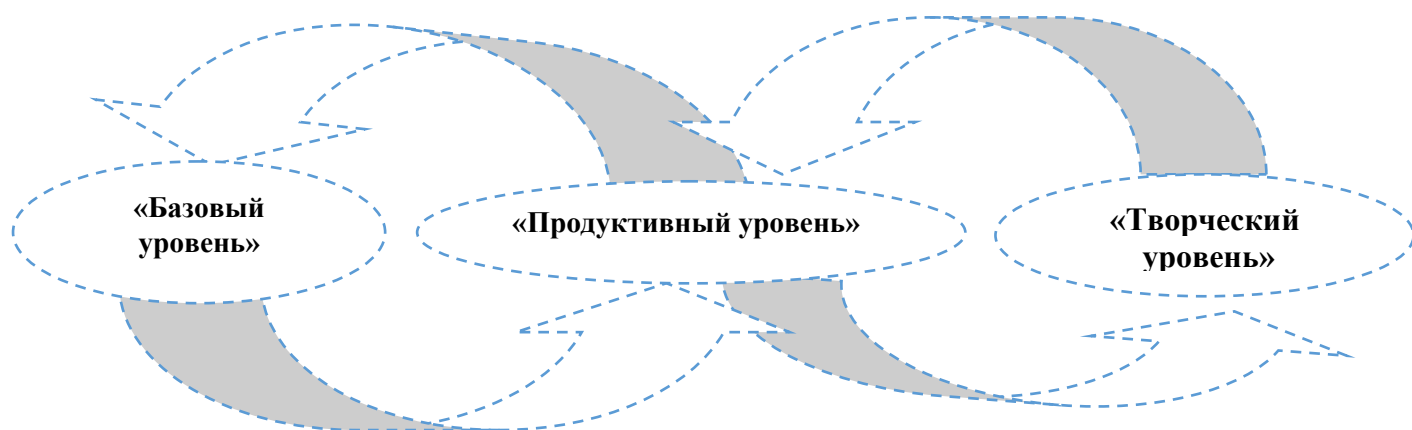 «Базовый
уровень»
«Продуктивный уровень»
«Творческий
уровень»